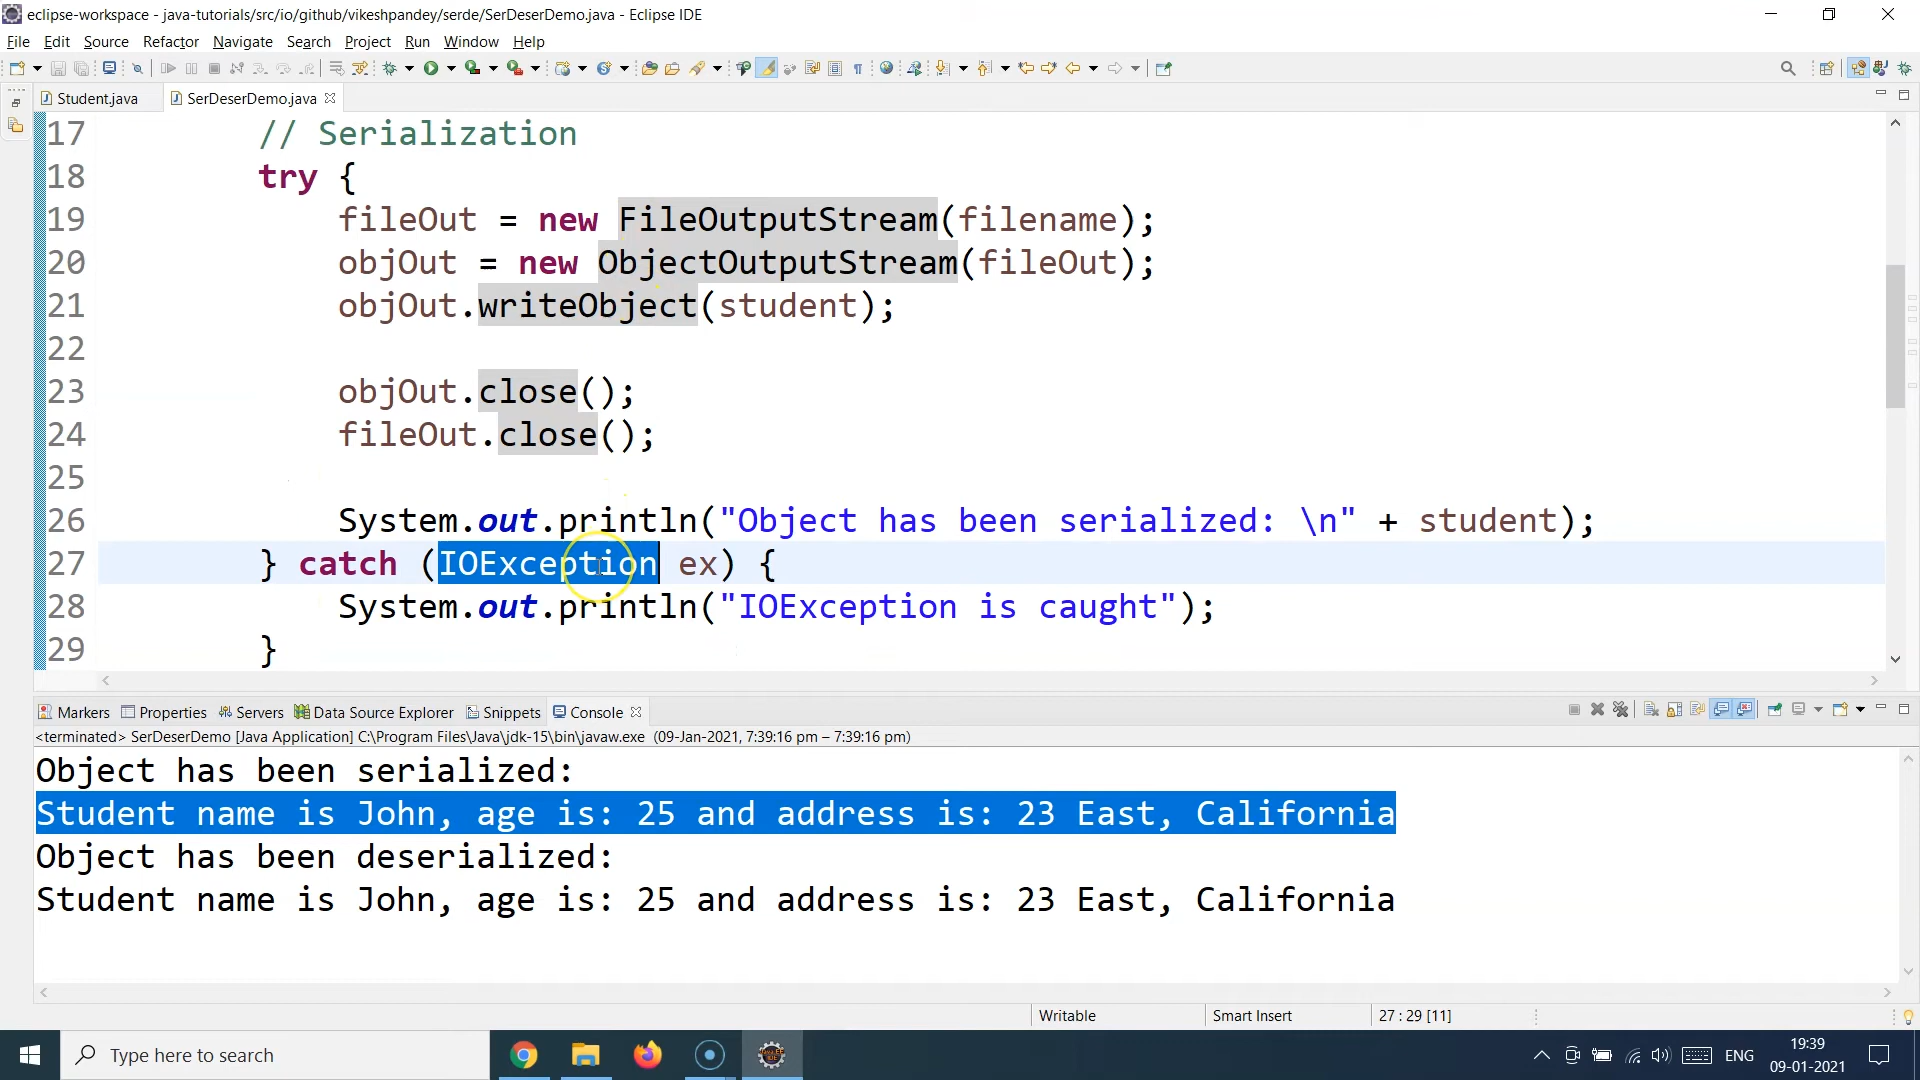 eclipse-workspace - java-tutorials/src/io/github/vikeshpandey/serde/SerDeserDemo.java - Eclipse IDE
File Edit Source Refactor Navigate Search Project Run Window Help
Student.java SerDeserDemo.java
17 // Serialization
18 try {
19 fileOut = new FileOutputStream(filename);
20 objOut = new ObjectOutputStream(fileOut);
21 objOut.writeObject(student);
22
23 objOut.close();
24 fileOut.close();
25
26 System.out.println("Object has been serialized: \n" + student);
27 } catch (IOException ex) {
28 System.out.println("IOException is caught");
29 }
Markers Properties Servers Data Source Explorer Snippets Console
<terminated> SerDeserDemo [Java Application] C:\Program Files\Java\jdk-15\bin\javaw.exe (09-Jan-2021, 7:39:16 pm – 7:39:16 pm)
Object has been serialized:
Student name is John, age is: 25 and address is: 23 East, California
Object has been deserialized:
Student name is John, age is: 25 and address is: 23 East, California
Writable Smart Insert 27 : 29 [11]
Type here to search
ENG
19:39
09-01-2021